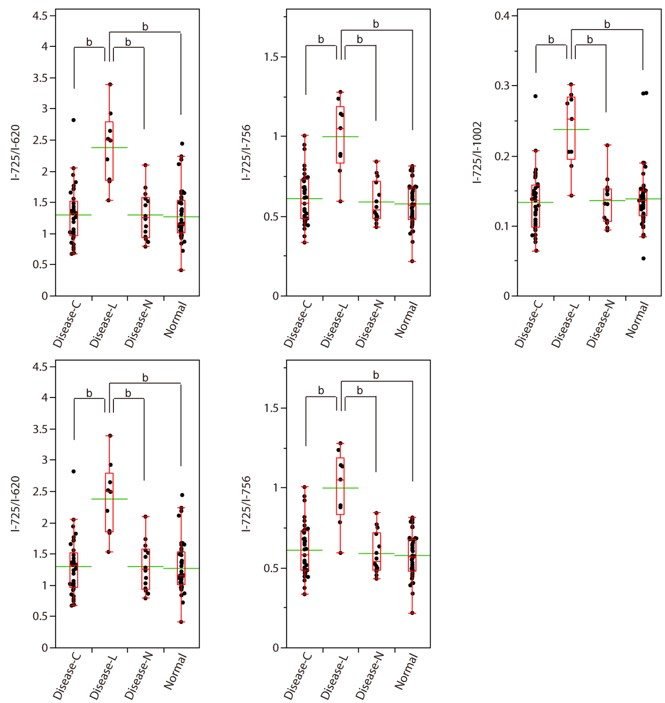 I-725/I-620
4.5
4
3.5
3
2.5
2
1.5
1
0.5
0
b
b
b
Disease-C
Disease-L
Disease-N
Normal
I-725/I-756
1.5
1
0.5
0
b
b
b
Disease-C
Disease-L
Disease-N
Normal
I-725/I-1002
0.4
0.3
0.2
0.1
0
b
b
b
Disease-C
Disease-L
Disease-N
Normal
I-725/I-620
4.5
4
3.5
3
2.5
2
1.5
1
0.5
0
b
b
b
Disease-C
Disease-L
Disease-N
Normal
I-725/I-756
1.5
1
0.5
0
b
b
b
Disease-C
Disease-L
Disease-N
Normal